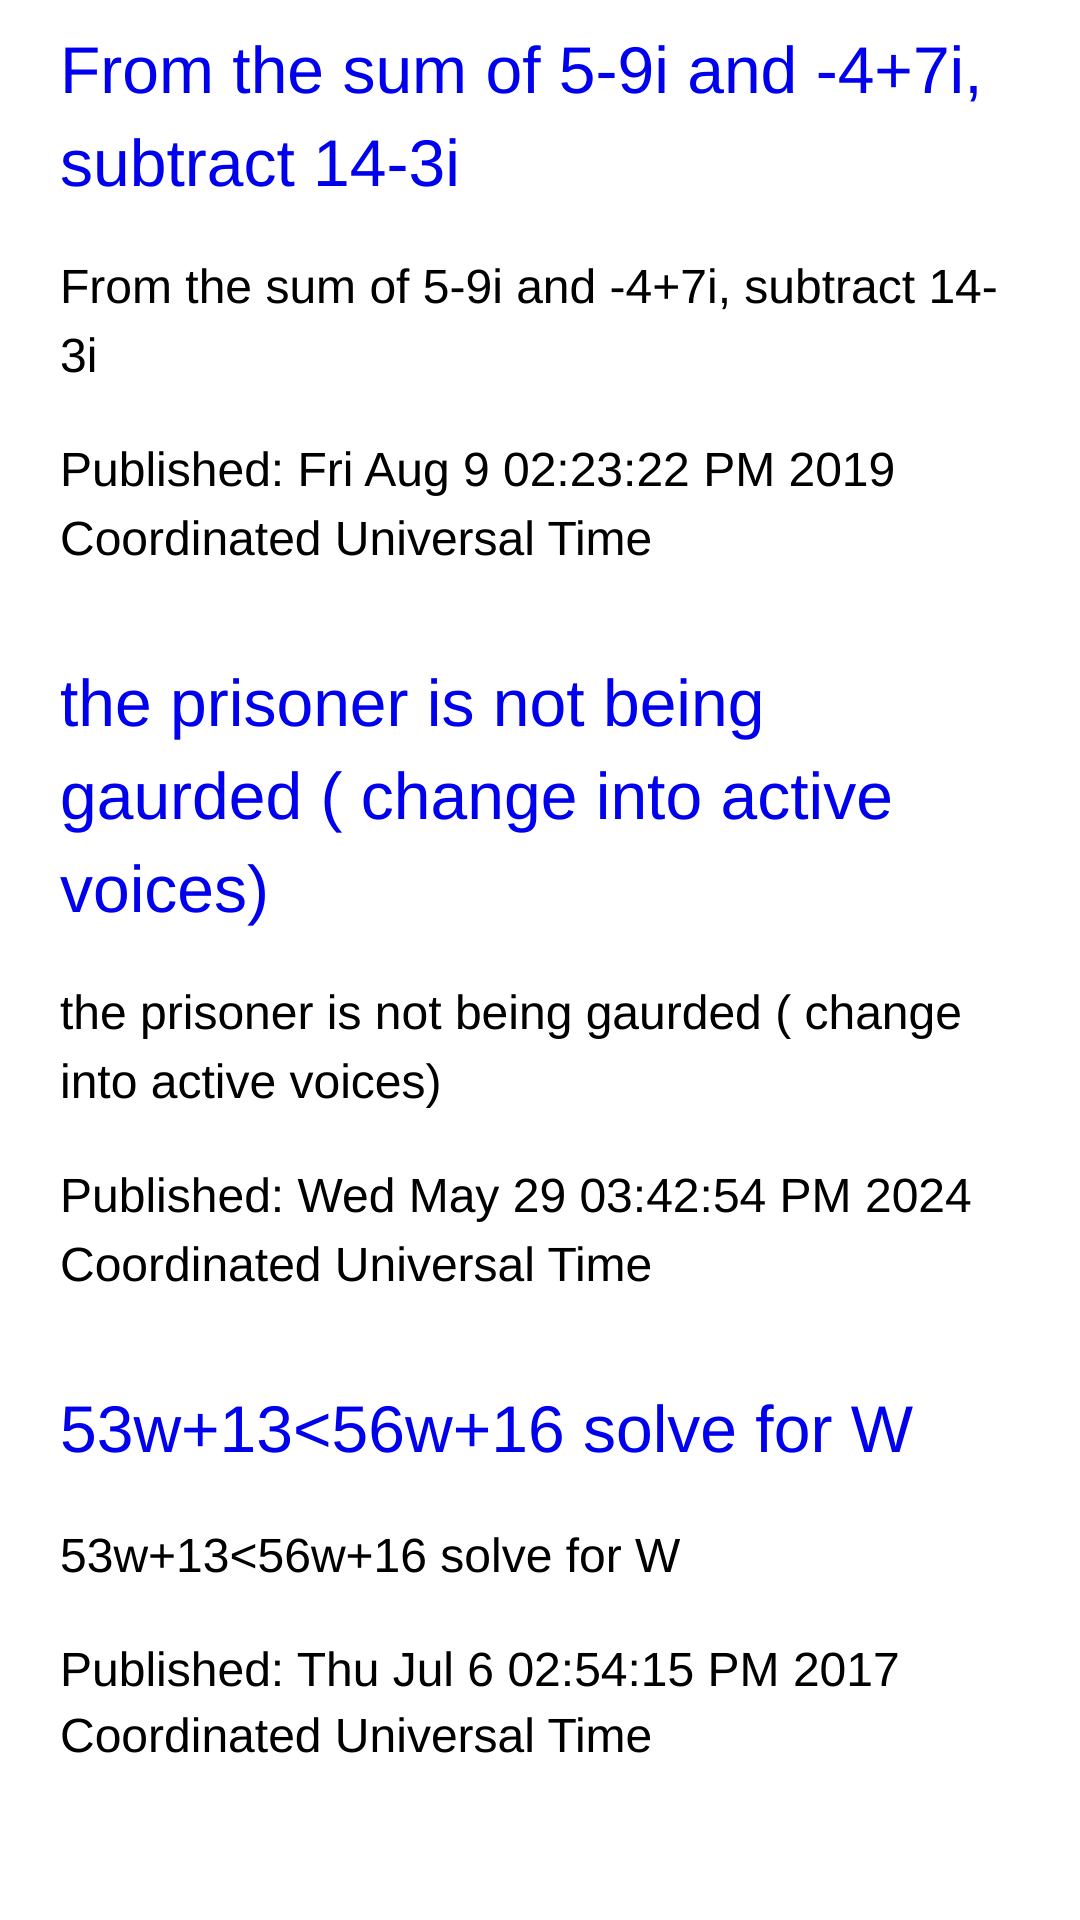 From the sum of 5-9i and -4+7i,
subtract 14-3i
From the sum of 5-9i and -4+7i, subtract 14-
3i
Published: Fri Aug 9 02:23:22 PM 2019
Coordinated Universal Time
the prisoner is not being
gaurded ( change into active
voices)
the prisoner is not being gaurded ( change
into active voices)
Published: Wed May 29 03:42:54 PM 2024
Coordinated Universal Time
53w+13<56w+16 solve for W
53w+13<56w+16 solve for W
Published: Thu Jul 6 02:54:15 PM 2017
Coordinated Universal Time